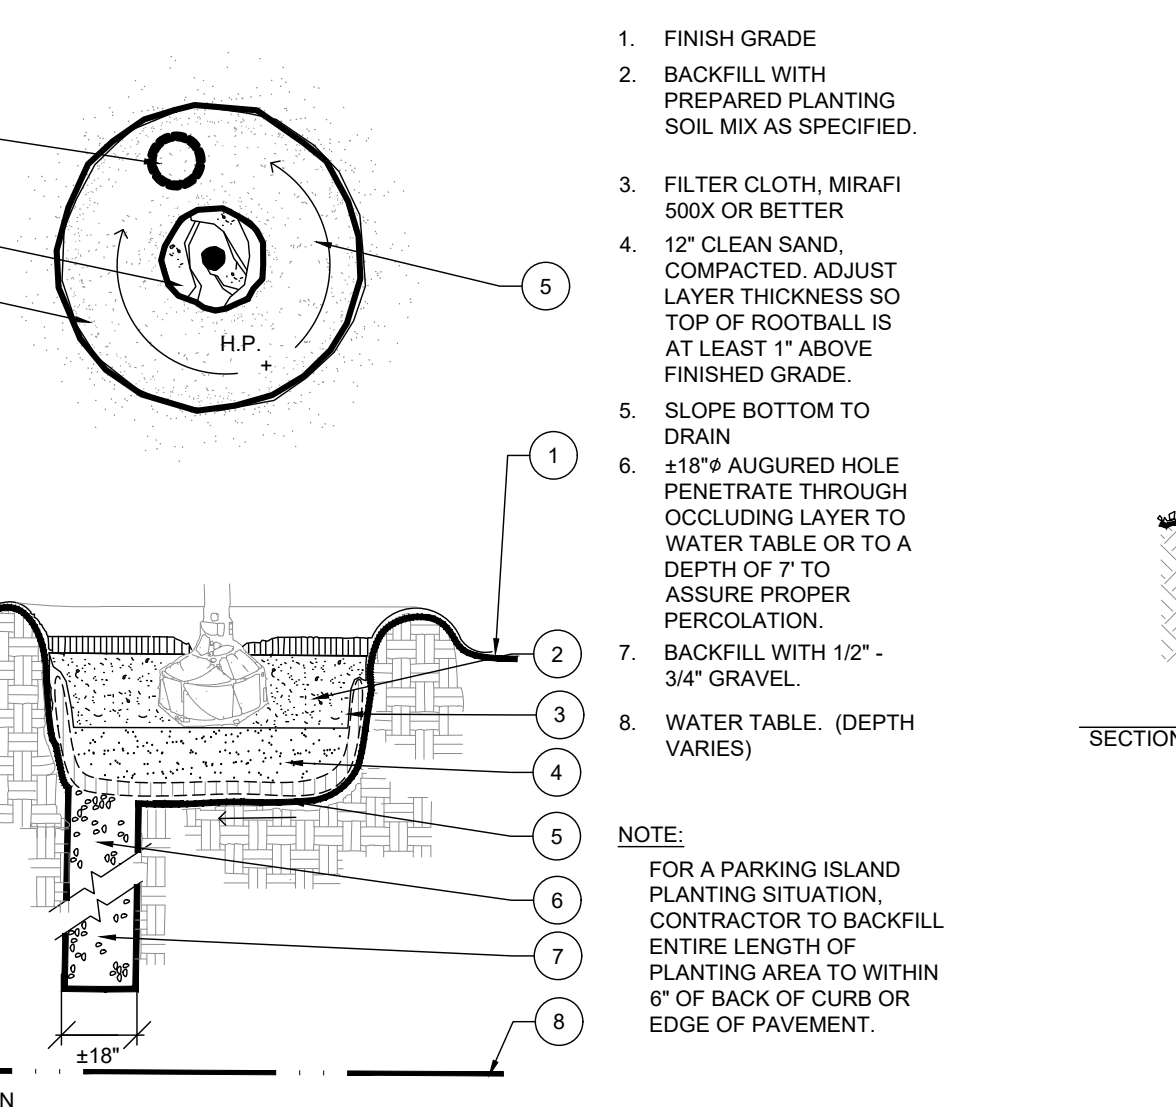 1. FINISH GRADE
2. BACKFILL WITH
PREPARED PLANTING
SOIL MIX AS SPECIFIED.
3. FILTER CLOTH, MIRAFI
500X OR BETTER
4. 12" CLEAN SAND,
COMPACTED. ADJUST
LAYER THICKNESS SO
TOP OF ROOTBALL IS
AT LEAST 1" ABOVE
FINISHED GRADE.
5. SLOPE BOTTOM TO
DRAIN
6. ±18"ø AUGURED HOLE
PENETRATE THROUGH
OCCLUDING LAYER TO
WATER TABLE OR TO A
DEPTH OF 7' TO
ASSURE PROPER
PERCOLATION.
7. BACKFILL WITH 1/2" -
3/4" GRAVEL.
8. WATER TABLE. (DEPTH
VARIES)
NOTE:
FOR A PARKING ISLAND
PLANTING SITUATION,
CONTRACTOR TO BACKFILL
ENTIRE LENGTH OF
PLANTING AREA TO WITHIN
6" OF BACK OF CURB OR
EDGE OF PAVEMENT.
5
H.P.
+
1
2
3
4
5
6
7
8
±18"
N
SECTION